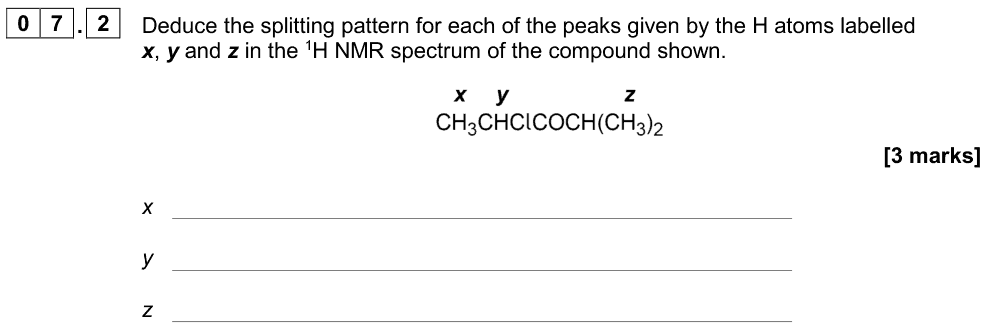 0 7 . 2 Deduce the splitting pattern for each of the peaks given by the H atoms labelled
x, y and z in the ¹H NMR spectrum of the compound shown.
x y z
CH₃CHClCOCH(CH₃)₂
[3 marks]
x
y
z